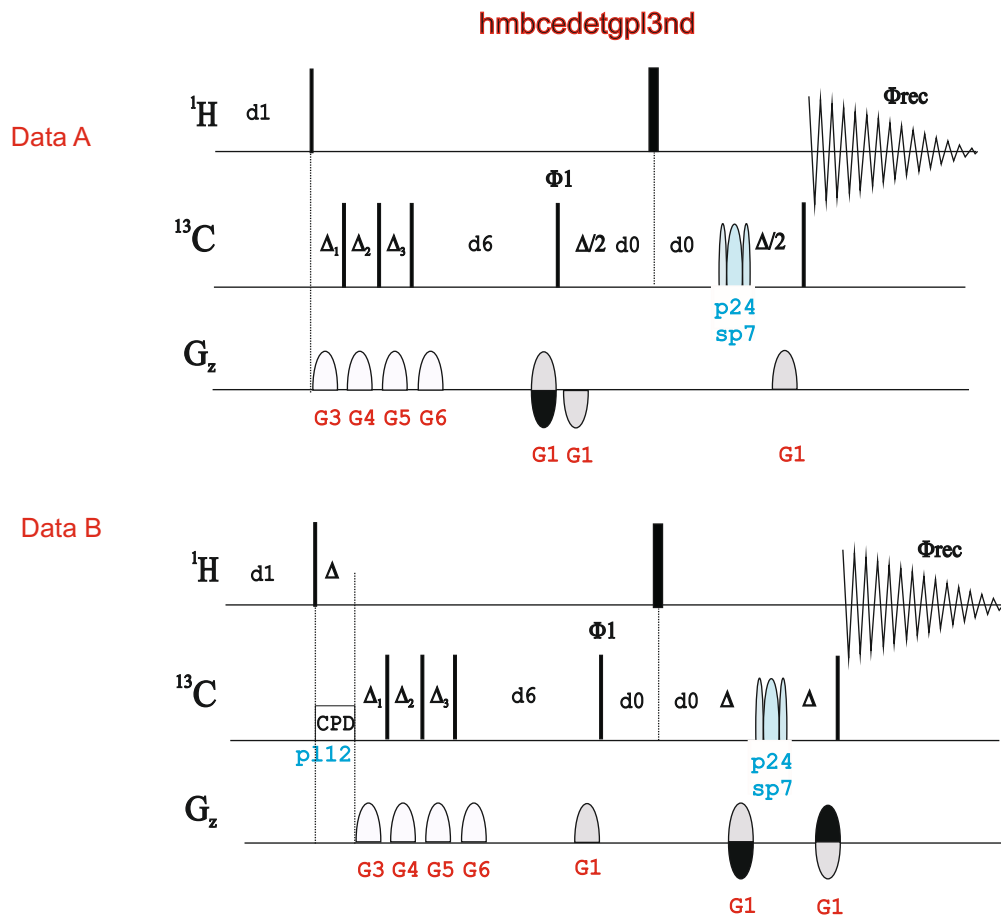 hmbcedetgpl3nd
Data A
¹H d1 Φrec
Φ1
¹³C Δ₁ Δ₂ Δ₃ d6 Δ/2 d0 d0 Δ/2
p24
sp7
Gz
G3 G4 G5 G6 G1 G1 G1
Data B
¹H d1 Δ Φrec
Φ1
¹³C Δ₁ Δ₂ Δ₃ d6 d0 d0 Δ Δ
CPD
pl12
p24
sp7
Gz
G3 G4 G5 G6 G1 G1 G1